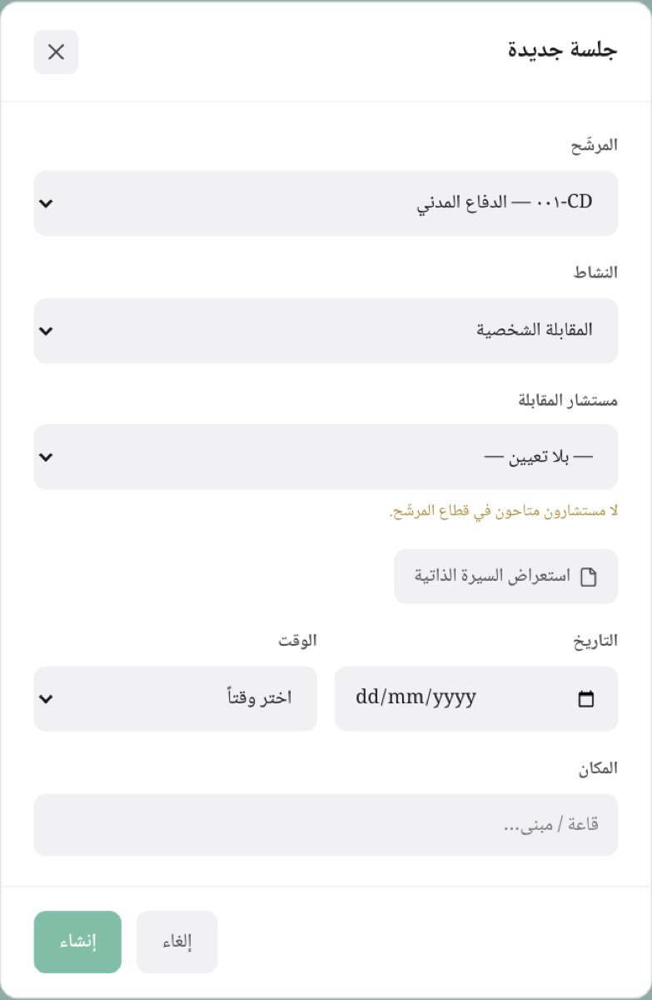 جلسة جديدة
المرشّح
CD-٠٠١ — الدفاع المدني
النشاط
المقابلة الشخصية
مستشار المقابلة
— بلا تعيين —
لا مستشارون متاحون في قطاع المرشّح.
استعراض السيرة الذاتية
التاريخ
الوقت
dd/mm/yyyy
اختر وقتاً
المكان
قاعة / مبنى...
إلغاء
إنشاء